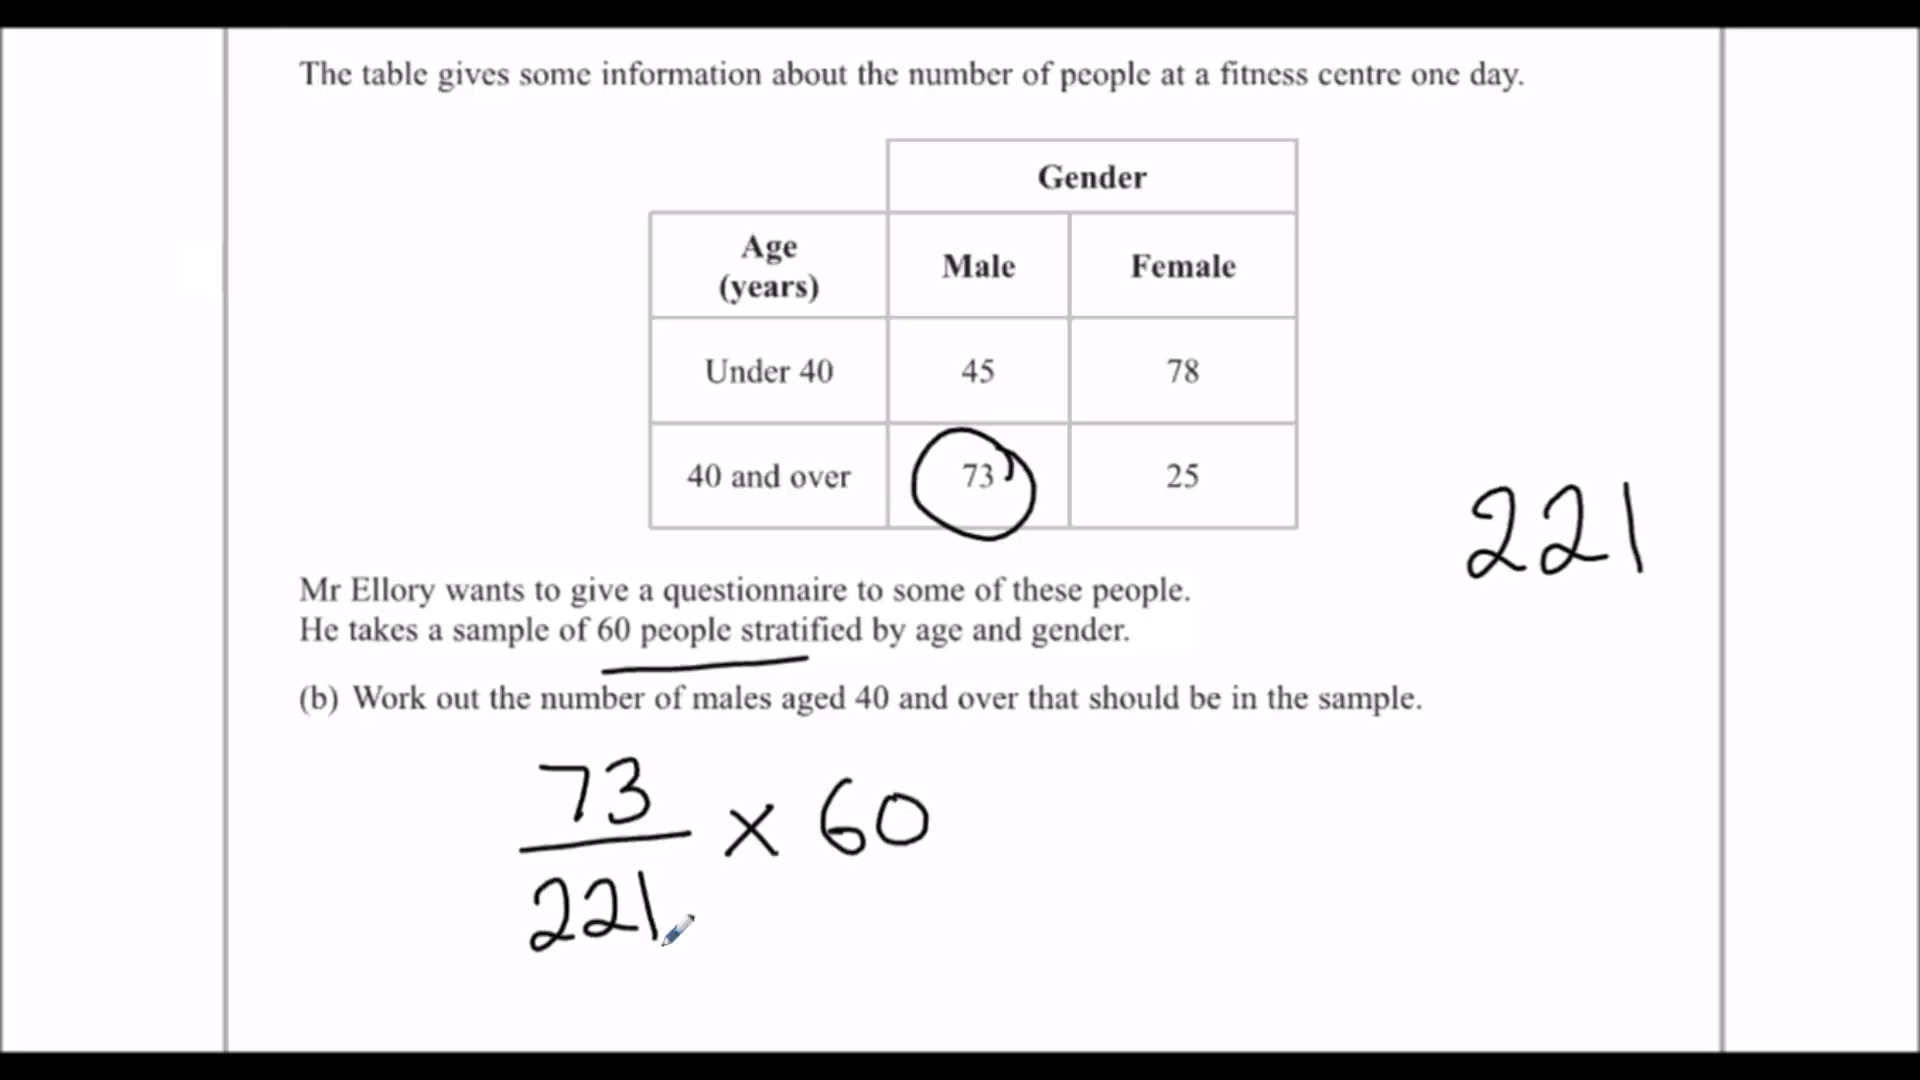 The table gives some information about the number of people at a fitness centre one day.
Gender
Age
(years)
Male
Female
Under 40
45
78
40 and over
73
25
221
Mr Ellory wants to give a questionnaire to some of these people.
He takes a sample of 60 people stratified by age and gender.
(b) Work out the number of males aged 40 and over that should be in the sample.
73
× 60
221